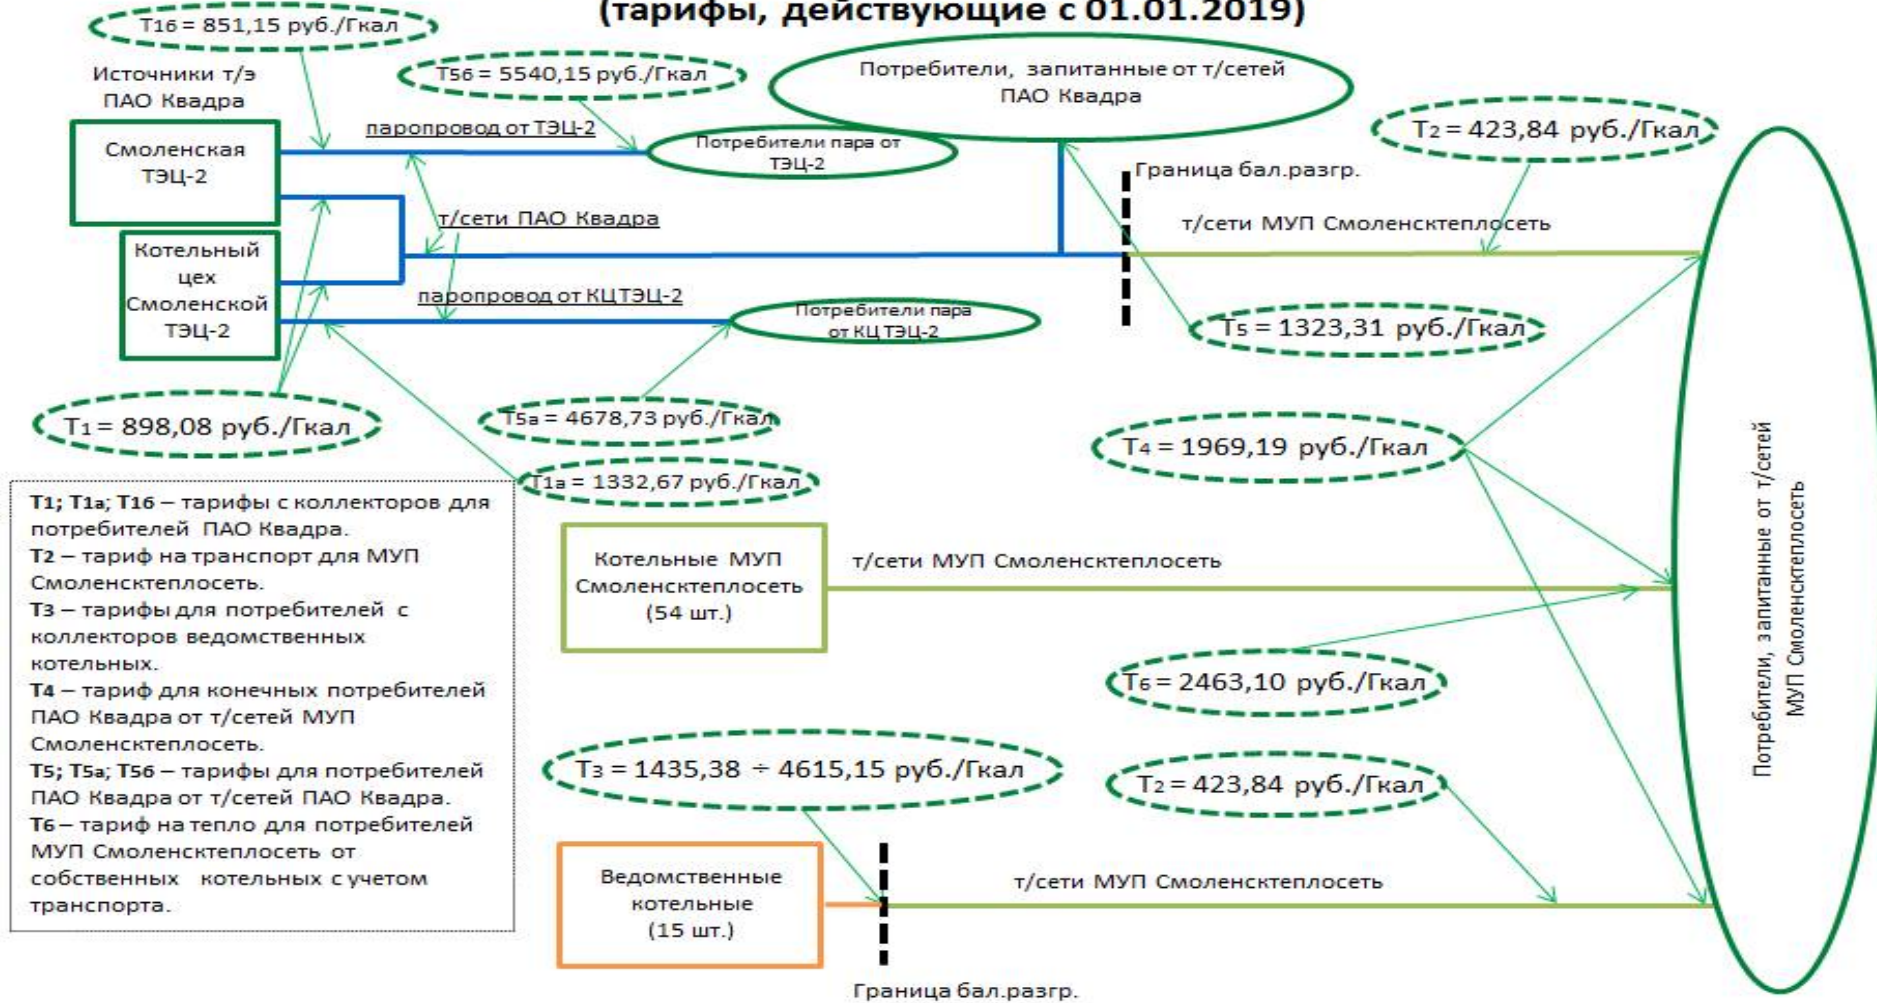 (тарифы, действующие с 01.01.2019)
Т1б = 851,15 руб./Гкал
Источники т/э
ПАО Квадра
Т5б = 5540,15 руб./Гкал
Потребители, запитанные от т/сетей
ПАО Квадра
Т2 = 423,84 руб./Гкал
паропровод от ТЭЦ-2
Смоленская
ТЭЦ-2
Потребители пара от
ТЭЦ-2
Граница бал.разгр.
т/сети ПАО Квадра
т/сети МУП Смоленсктеплосеть
Котельный
цех
Смоленской
ТЭЦ-2
паропровод от КЦ ТЭЦ-2
Потребители пара
от КЦ ТЭЦ-2
Т5 = 1323,31 руб./Гкал
Т1 = 898,08 руб./Гкал
Т5а = 4678,73 руб./Гкал
Т4 = 1969,19 руб./Гкал
Т1а = 1332,67 руб./Гкал
Т1; Т1а; Т1б – тарифы с коллекторов для
потребителей ПАО Квадра.
Т2 – тариф на транспорт для МУП
Смоленсктеплосеть.
Т3 – тарифы для потребителей с
коллекторов ведомственных
котельных.
Т4 – тариф для конечных потребителей
ПАО Квадра от т/сетей МУП
Смоленсктеплосеть.
Т5; Т5а; Т5б – тарифы для потребителей
ПАО Квадра от т/сетей ПАО Квадра.
Т6 – тариф на тепло для потребителей
МУП Смоленсктеплосеть от
собственных котельных с учетом
транспорта.
Котельные МУП
Смоленсктеплосеть
(54 шт.)
т/сети МУП Смоленсктеплосеть
Т6 = 2463,10 руб./Гкал
Т3 = 1435,38 ÷ 4615,15 руб./Гкал
Т2 = 423,84 руб./Гкал
Ведомственные
котельные
(15 шт.)
т/сети МУП Смоленсктеплосеть
Граница бал.разгр.
Потребители, запитанные от т/сетей
МУП Смоленсктеплосеть